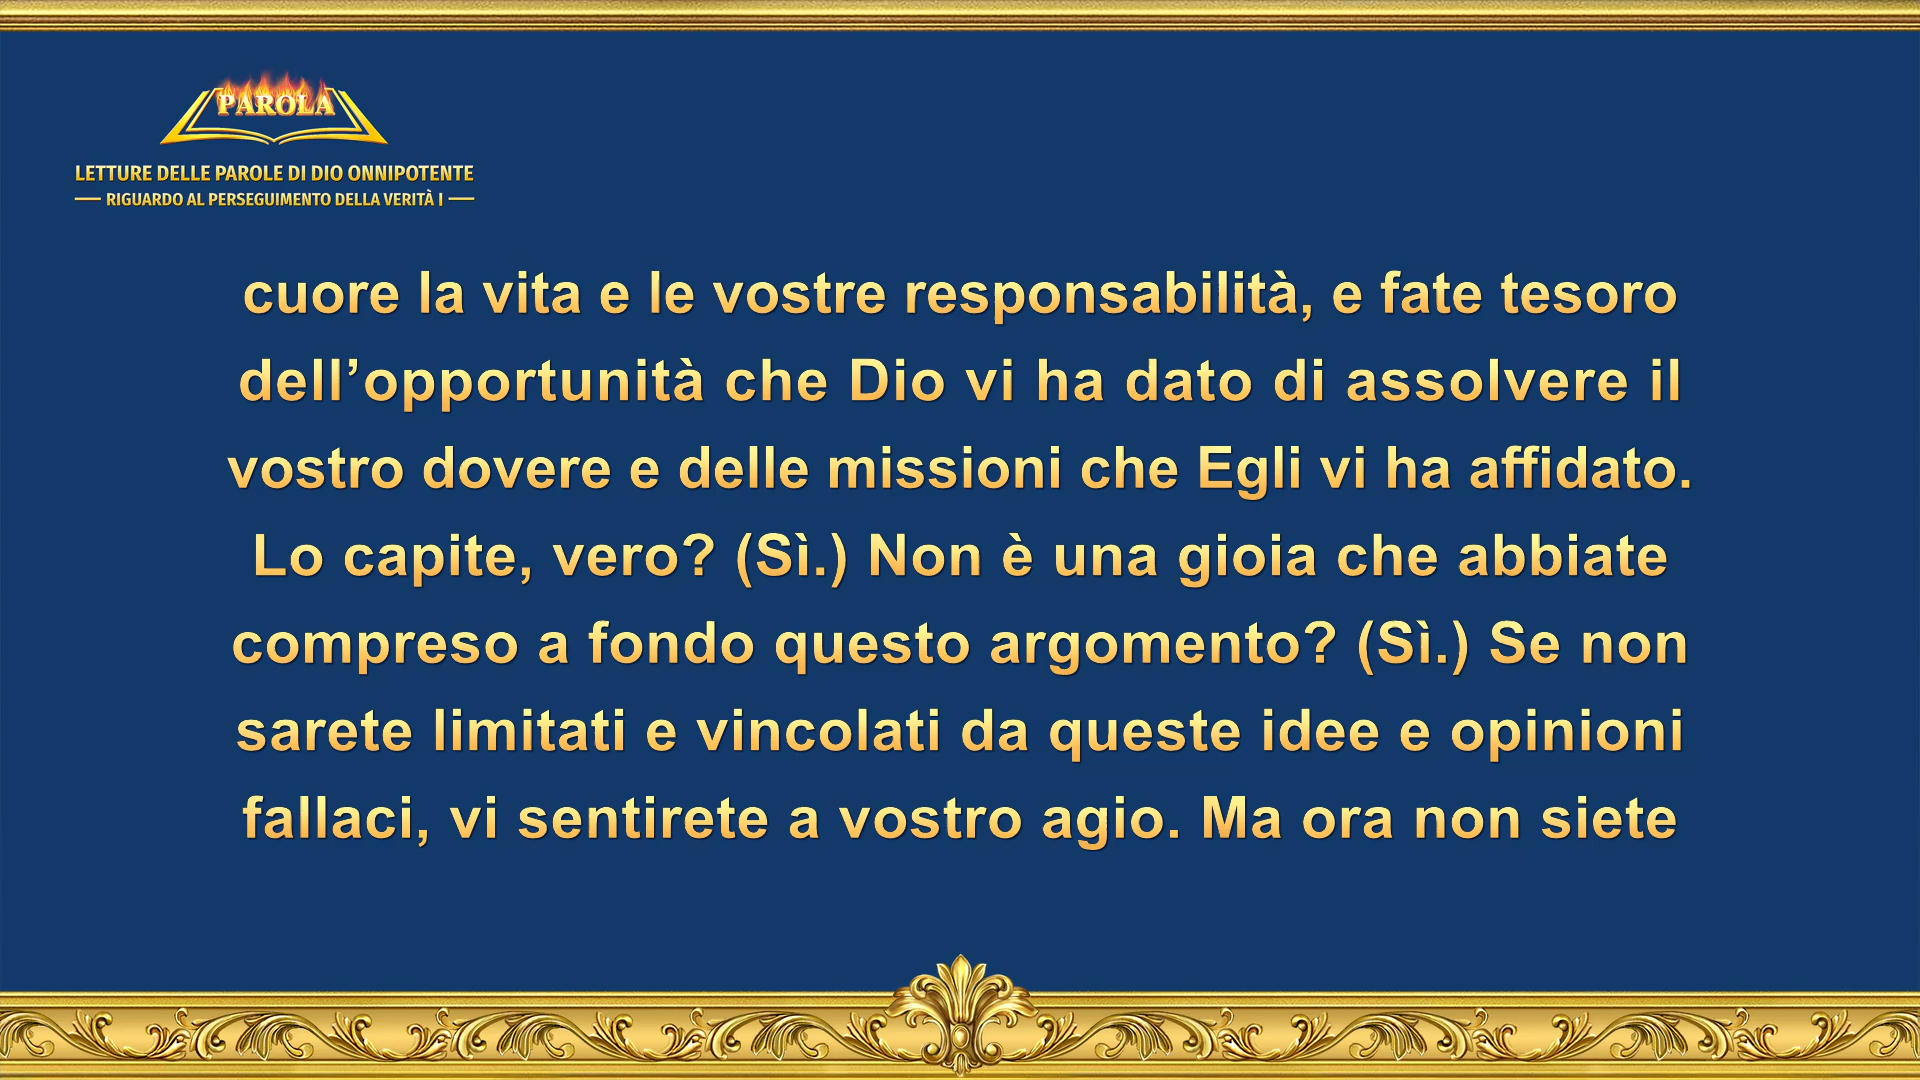 PAROLA
LETTURE DELLE PAROLE DI DIO ONNIPOTENTE
— RIGUARDO AL PERSEGUIMENTO DELLA VERITÀ I —
cuore la vita e le vostre responsabilità, e fate tesoro
dell’opportunità che Dio vi ha dato di assolvere il
vostro dovere e delle missioni che Egli vi ha affidato.
Lo capite, vero? (Sì.) Non è una gioia che abbiate
compreso a fondo questo argomento? (Sì.) Se non
sarete limitati e vincolati da queste idee e opinioni
fallaci, vi sentirete a vostro agio. Ma ora non siete